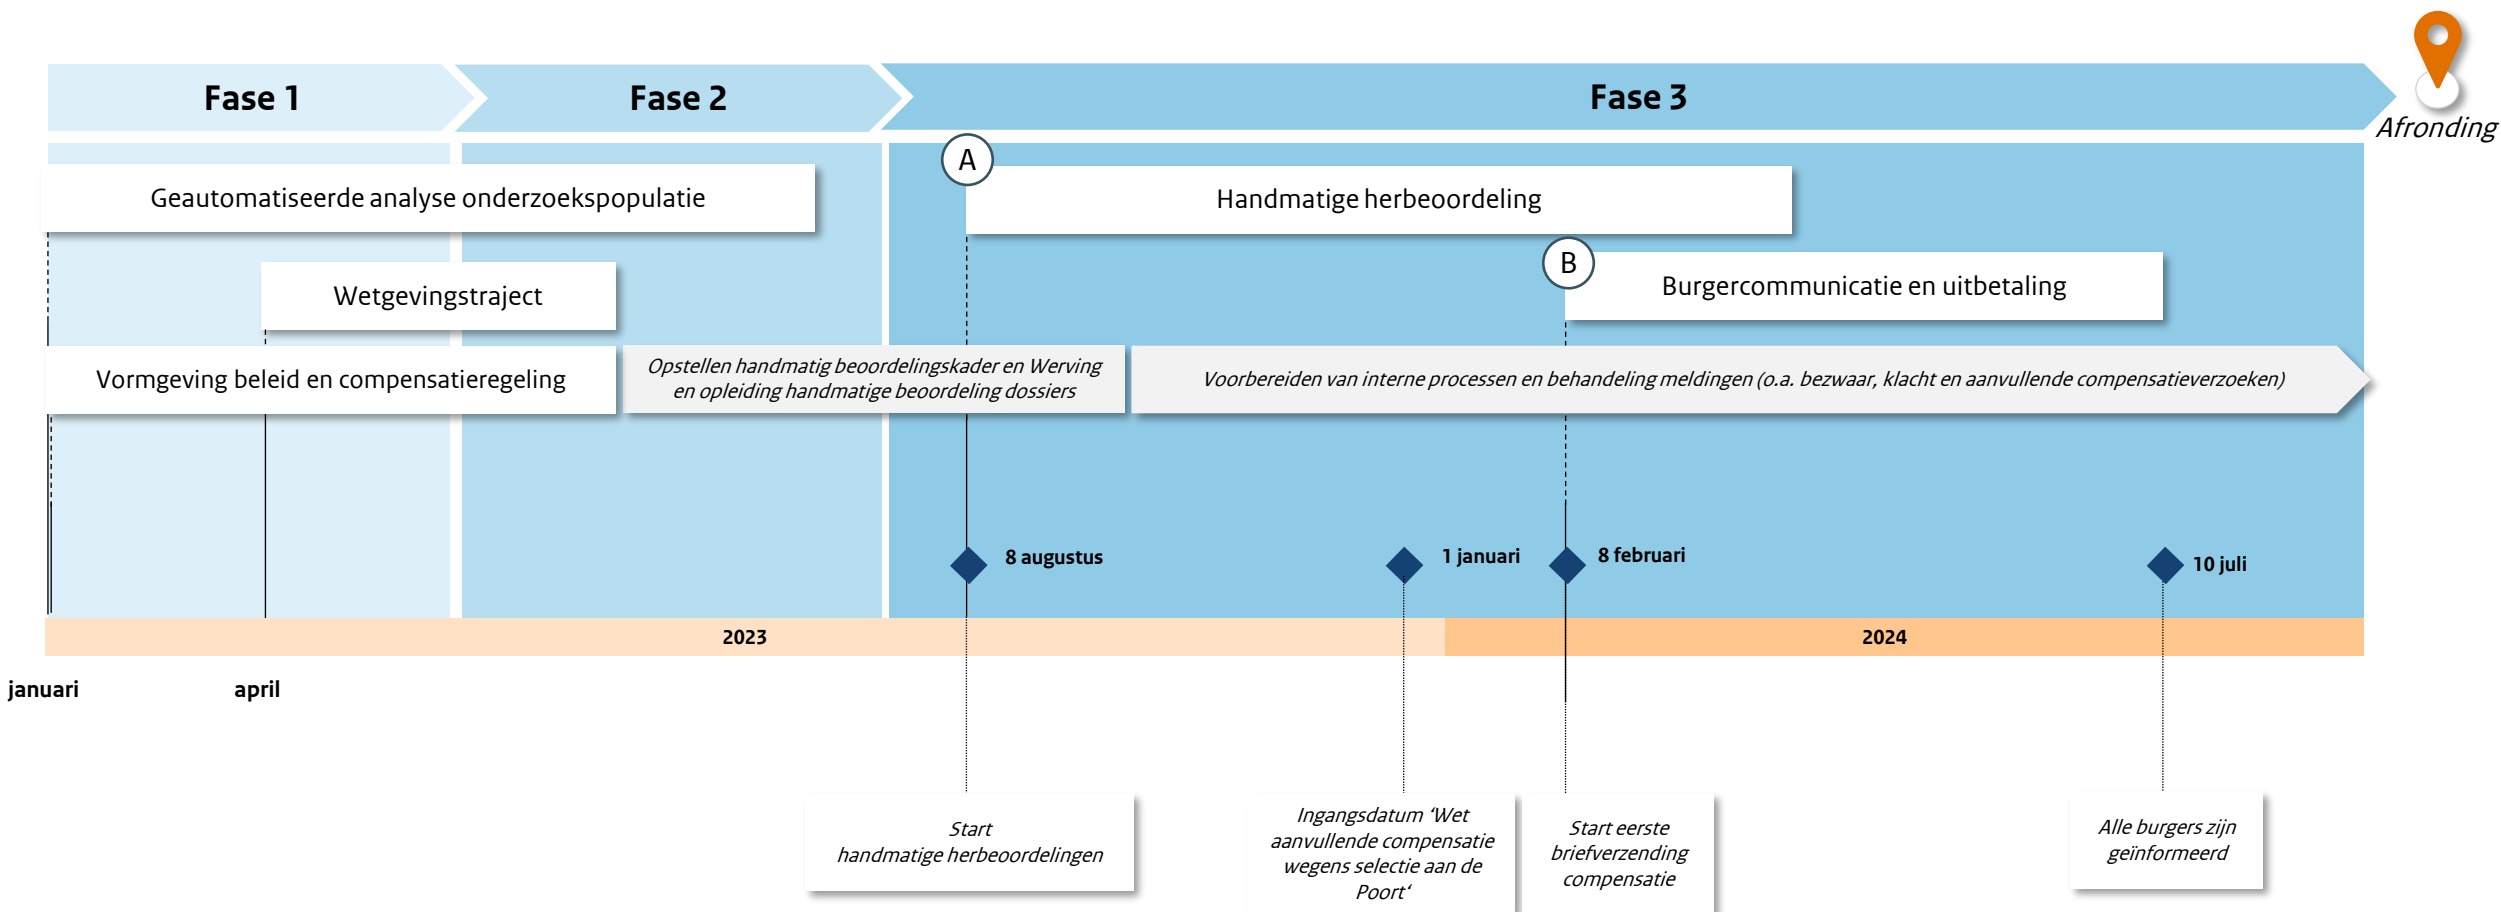 Fase 1
Fase 2
Fase 3
Afronding
A
Geautomatiseerde analyse onderzoekspopulatie
Handmatige herbeoordeling
B
Wetgevingstraject
Burgercommunicatie en uitbetaling
Vormgeving beleid en compensatieregeling
Opstellen handmatig beoordelingskader en Werving
en opleiding handmatige beoordeling dossiers
Voorbereiden van interne processen en behandeling meldingen (o.a. bezwaar, klacht en aanvullende compensatieverzoeken)
8 augustus
1 januari
8 februari
10 juli
2023
2024
januari
april
Start
handmatige herbeoordelingen
Ingangsdatum ‘Wet
aanvullende compensatie
wegens selectie aan de
Poort‘
Start eerste
briefverzending
compensatie
Alle burgers zijn
geïnformeerd